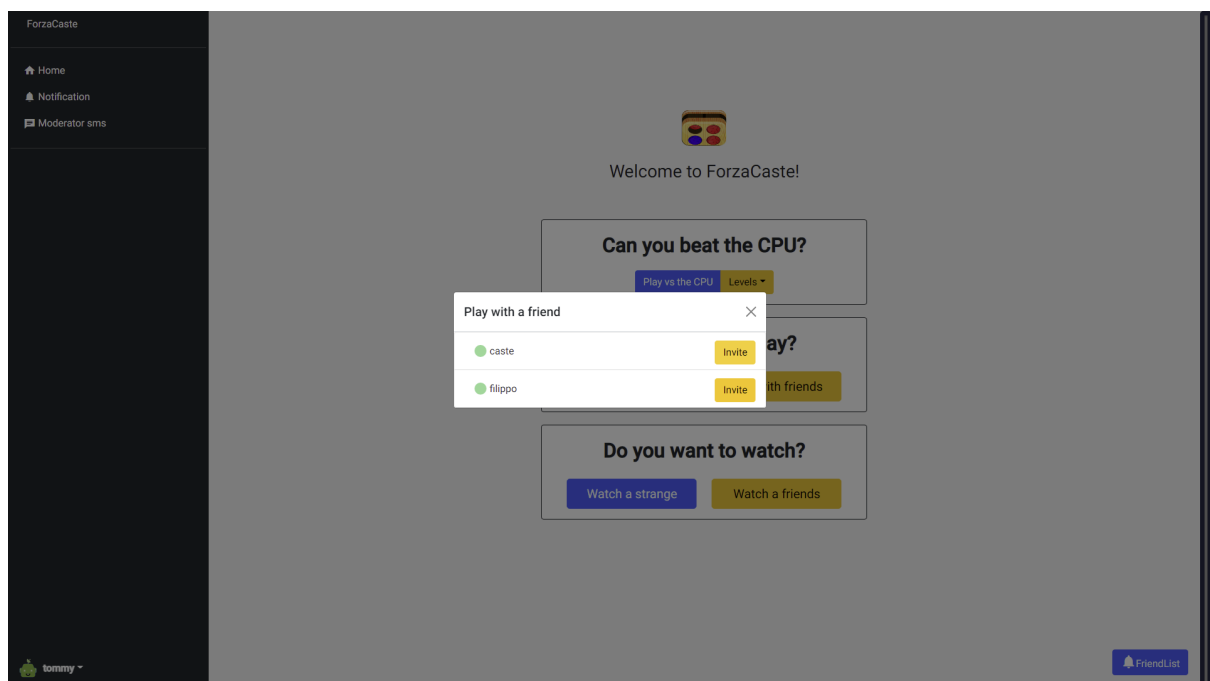 ForzaCaste
Home
Notification
Moderator sms
Welcome to ForzaCaste!
Can you beat the CPU?
Play vs the CPU Levels
Play with a friend
caste Invite
filippo Invite
ay?
ith friends
Do you want to watch?
Watch a strange Watch a friends
tommy
FriendList